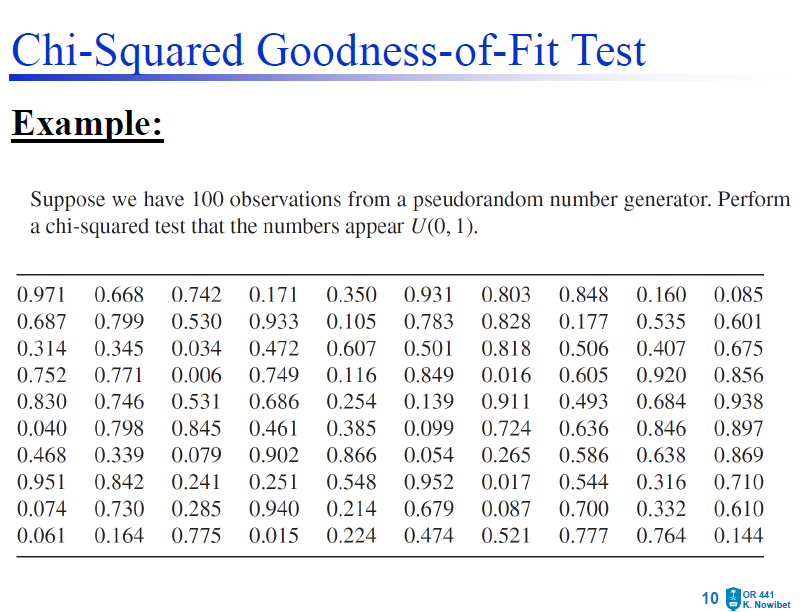 Chi-Squared Goodness-of-Fit Test
Example:
Suppose we have 100 observations from a pseudorandom number generator. Perform
a chi-squared test that the numbers appear U(0, 1).
0.971 0.668 0.742 0.171 0.350 0.931 0.803 0.848 0.160 0.085
0.687 0.799 0.530 0.933 0.105 0.783 0.828 0.177 0.535 0.601
0.314 0.345 0.034 0.472 0.607 0.501 0.818 0.506 0.407 0.675
0.752 0.771 0.006 0.749 0.116 0.849 0.016 0.605 0.920 0.856
0.830 0.746 0.531 0.686 0.254 0.139 0.911 0.493 0.684 0.938
0.040 0.798 0.845 0.461 0.385 0.099 0.724 0.636 0.846 0.897
0.468 0.339 0.079 0.902 0.866 0.054 0.265 0.586 0.638 0.869
0.951 0.842 0.241 0.251 0.548 0.952 0.017 0.544 0.316 0.710
0.074 0.730 0.285 0.940 0.214 0.679 0.087 0.700 0.332 0.610
0.061 0.164 0.775 0.015 0.224 0.474 0.521 0.777 0.764 0.144
10
OR 441
K. Nowibet